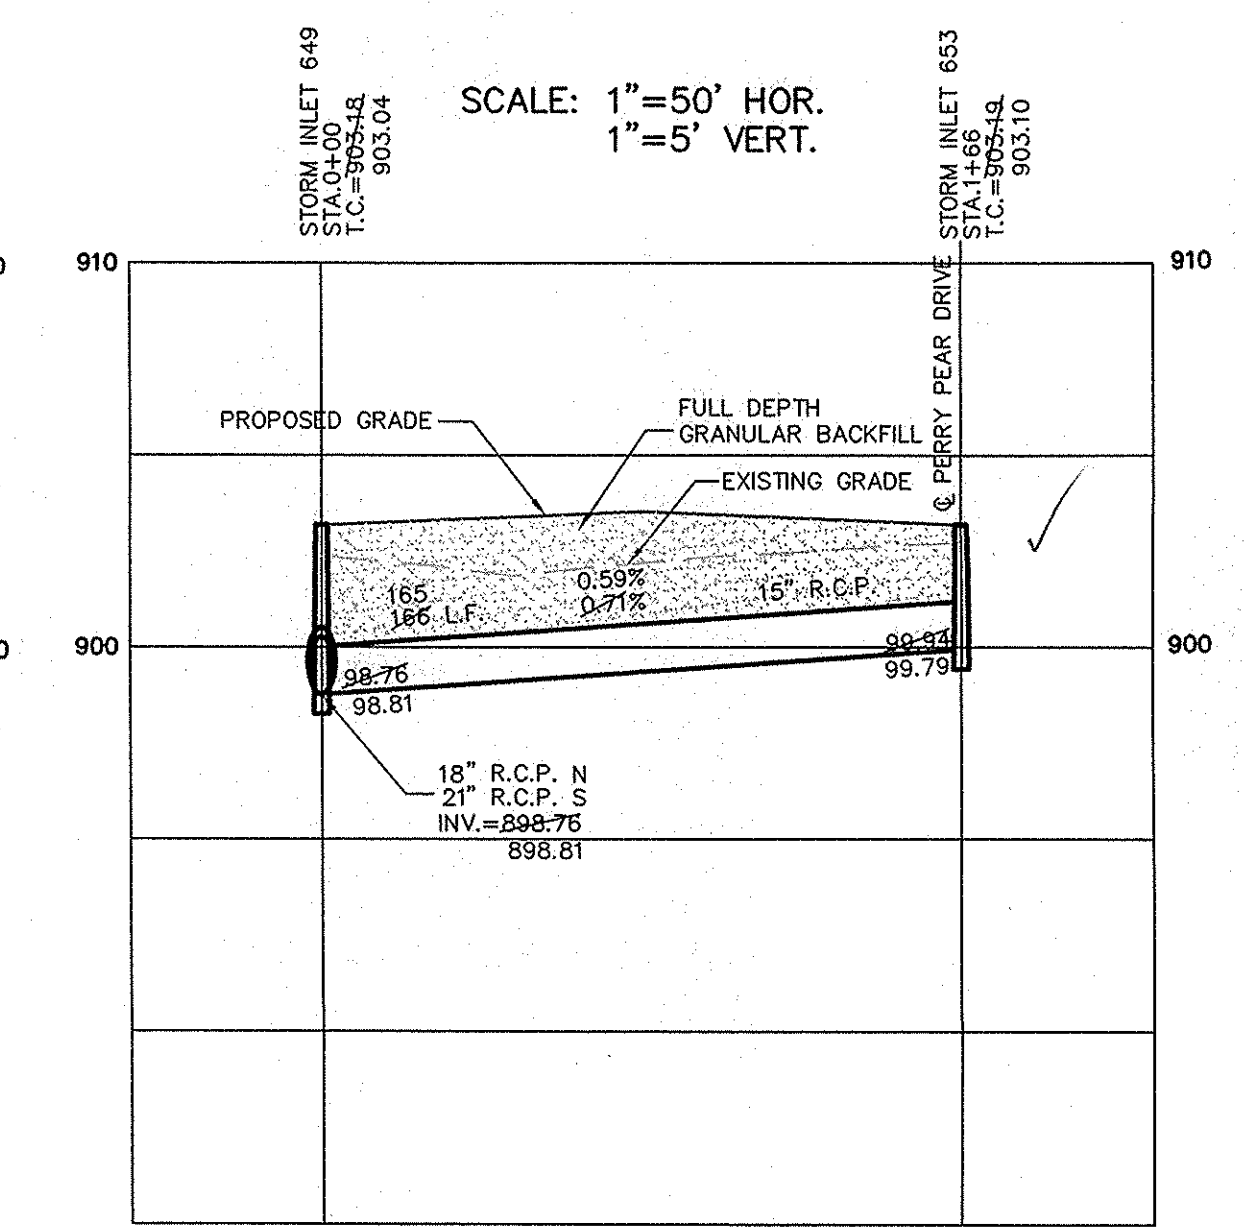 STORM INLET 649
STA.0+00
T.C.=903.18
903.04
SCALE: 1"=50' HOR.
1"=5' VERT.
STORM INLET 653
STA.1+66
T.C.=903.19
903.10
℄ PERRY PEAR DRIVE
0
910
910
PROPOSED GRADE
FULL DEPTH
GRANULAR BACKFILL
EXISTING GRADE
165
166 L.F.
0.59%
0.71%
15" R.C.P.
0
900
900
98.76
98.81
99.94
99.79
18" R.C.P. N
21" R.C.P. S
INV.=898.76
898.81